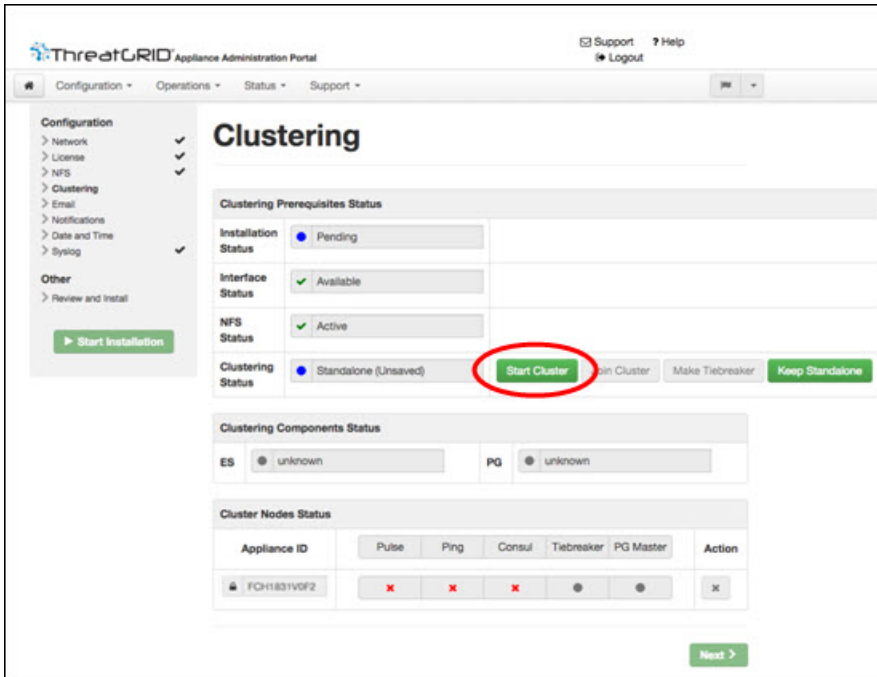 Support ? Help
ThreatGRID Appliance Administration Portal
Logout
Configuration Operations Status Support
Configuration
Network
License
NFS
Clustering
Email
Notifications
Date and Time
Syslog
Other
Review and Install
Start Installation
Clustering
Clustering Prerequisites Status
Installation Status Pending
Interface Status Available
NFS Status Active
Clustering Status Standalone (Unsaved) Start Cluster Join Cluster Make Tiebreaker Keep Standalone
Clustering Components Status
ES unknown PG unknown
Cluster Nodes Status
Appliance ID Pulse Ping Consul Tiebreaker PG Master Action
FCH1831V0F2
Next